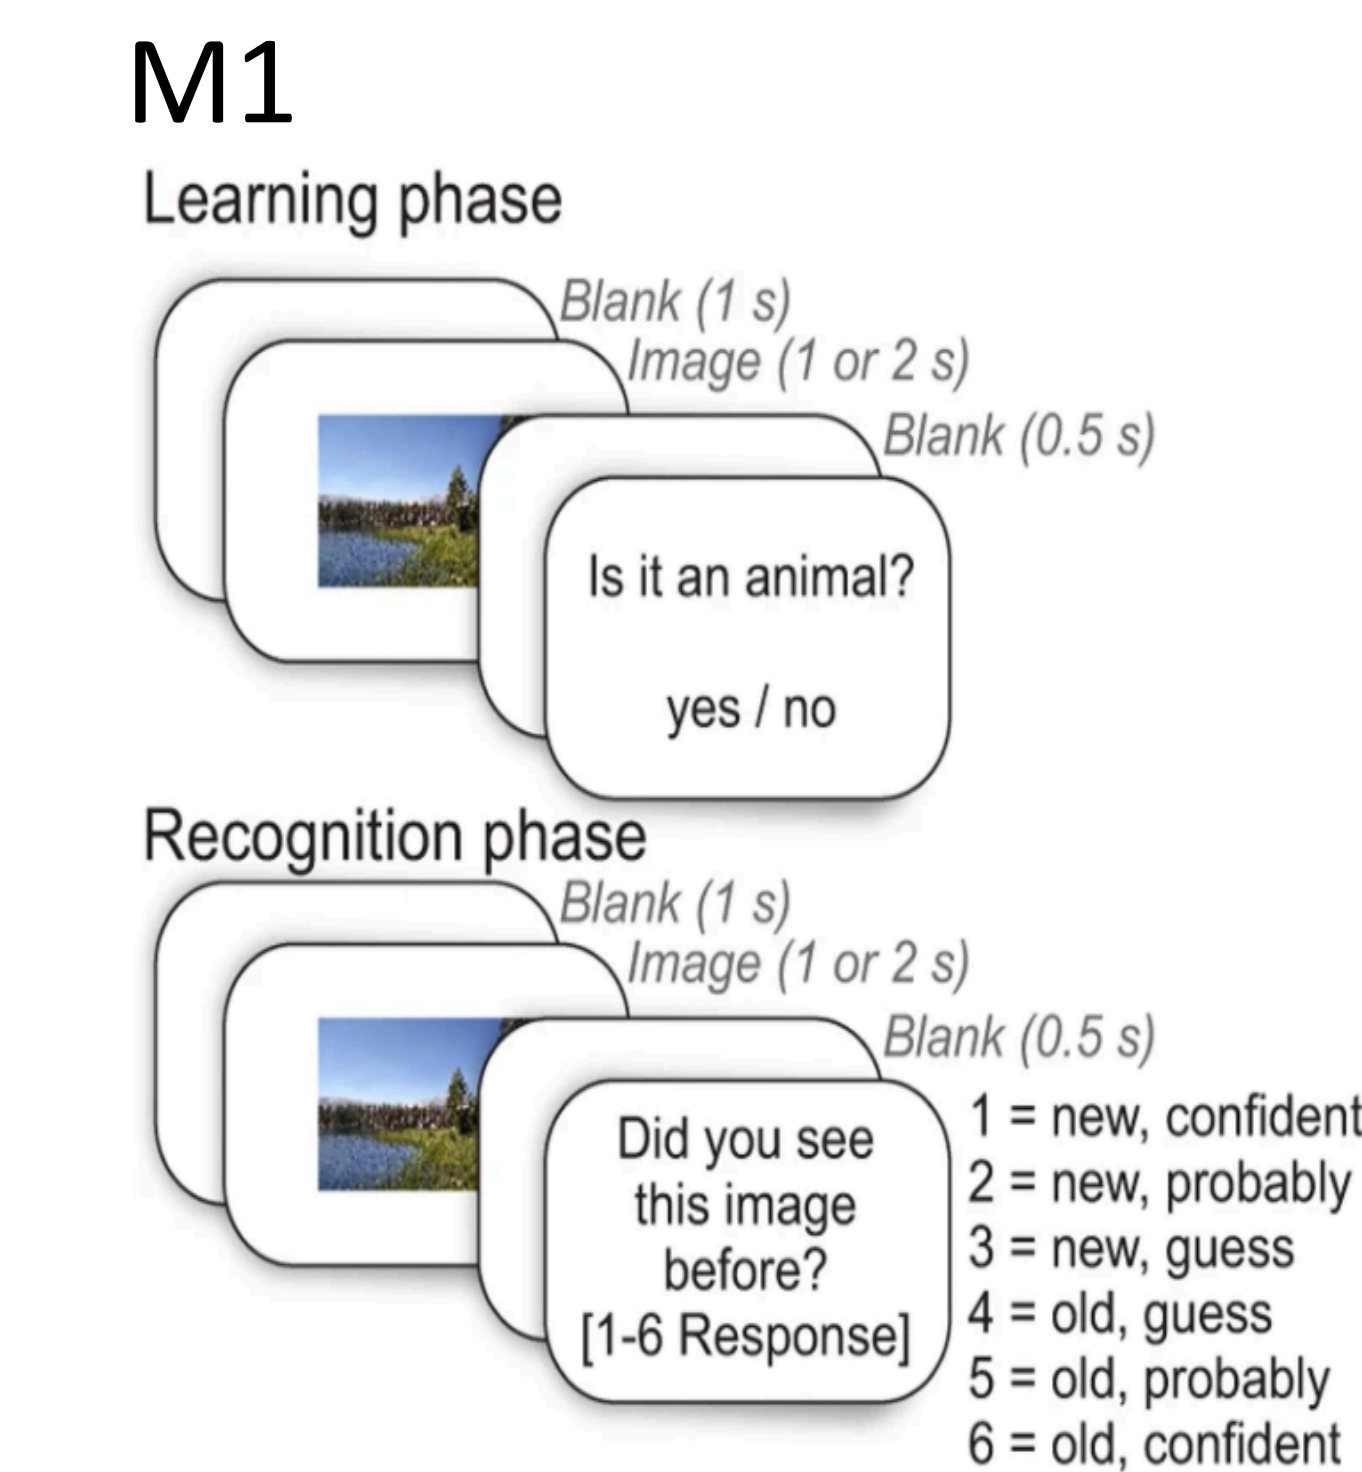 M1
Learning phase
Blank (1 s)
Image (1 or 2 s)
Blank (0.5 s)
Is it an animal?
yes / no
Recognition phase
Blank (1 s)
Image (1 or 2 s)
Blank (0.5 s)
Did you see
this image
before?
[1-6 Response]
1 = new, confident
2 = new, probably
3 = new, guess
4 = old, guess
5 = old, probably
6 = old, confident